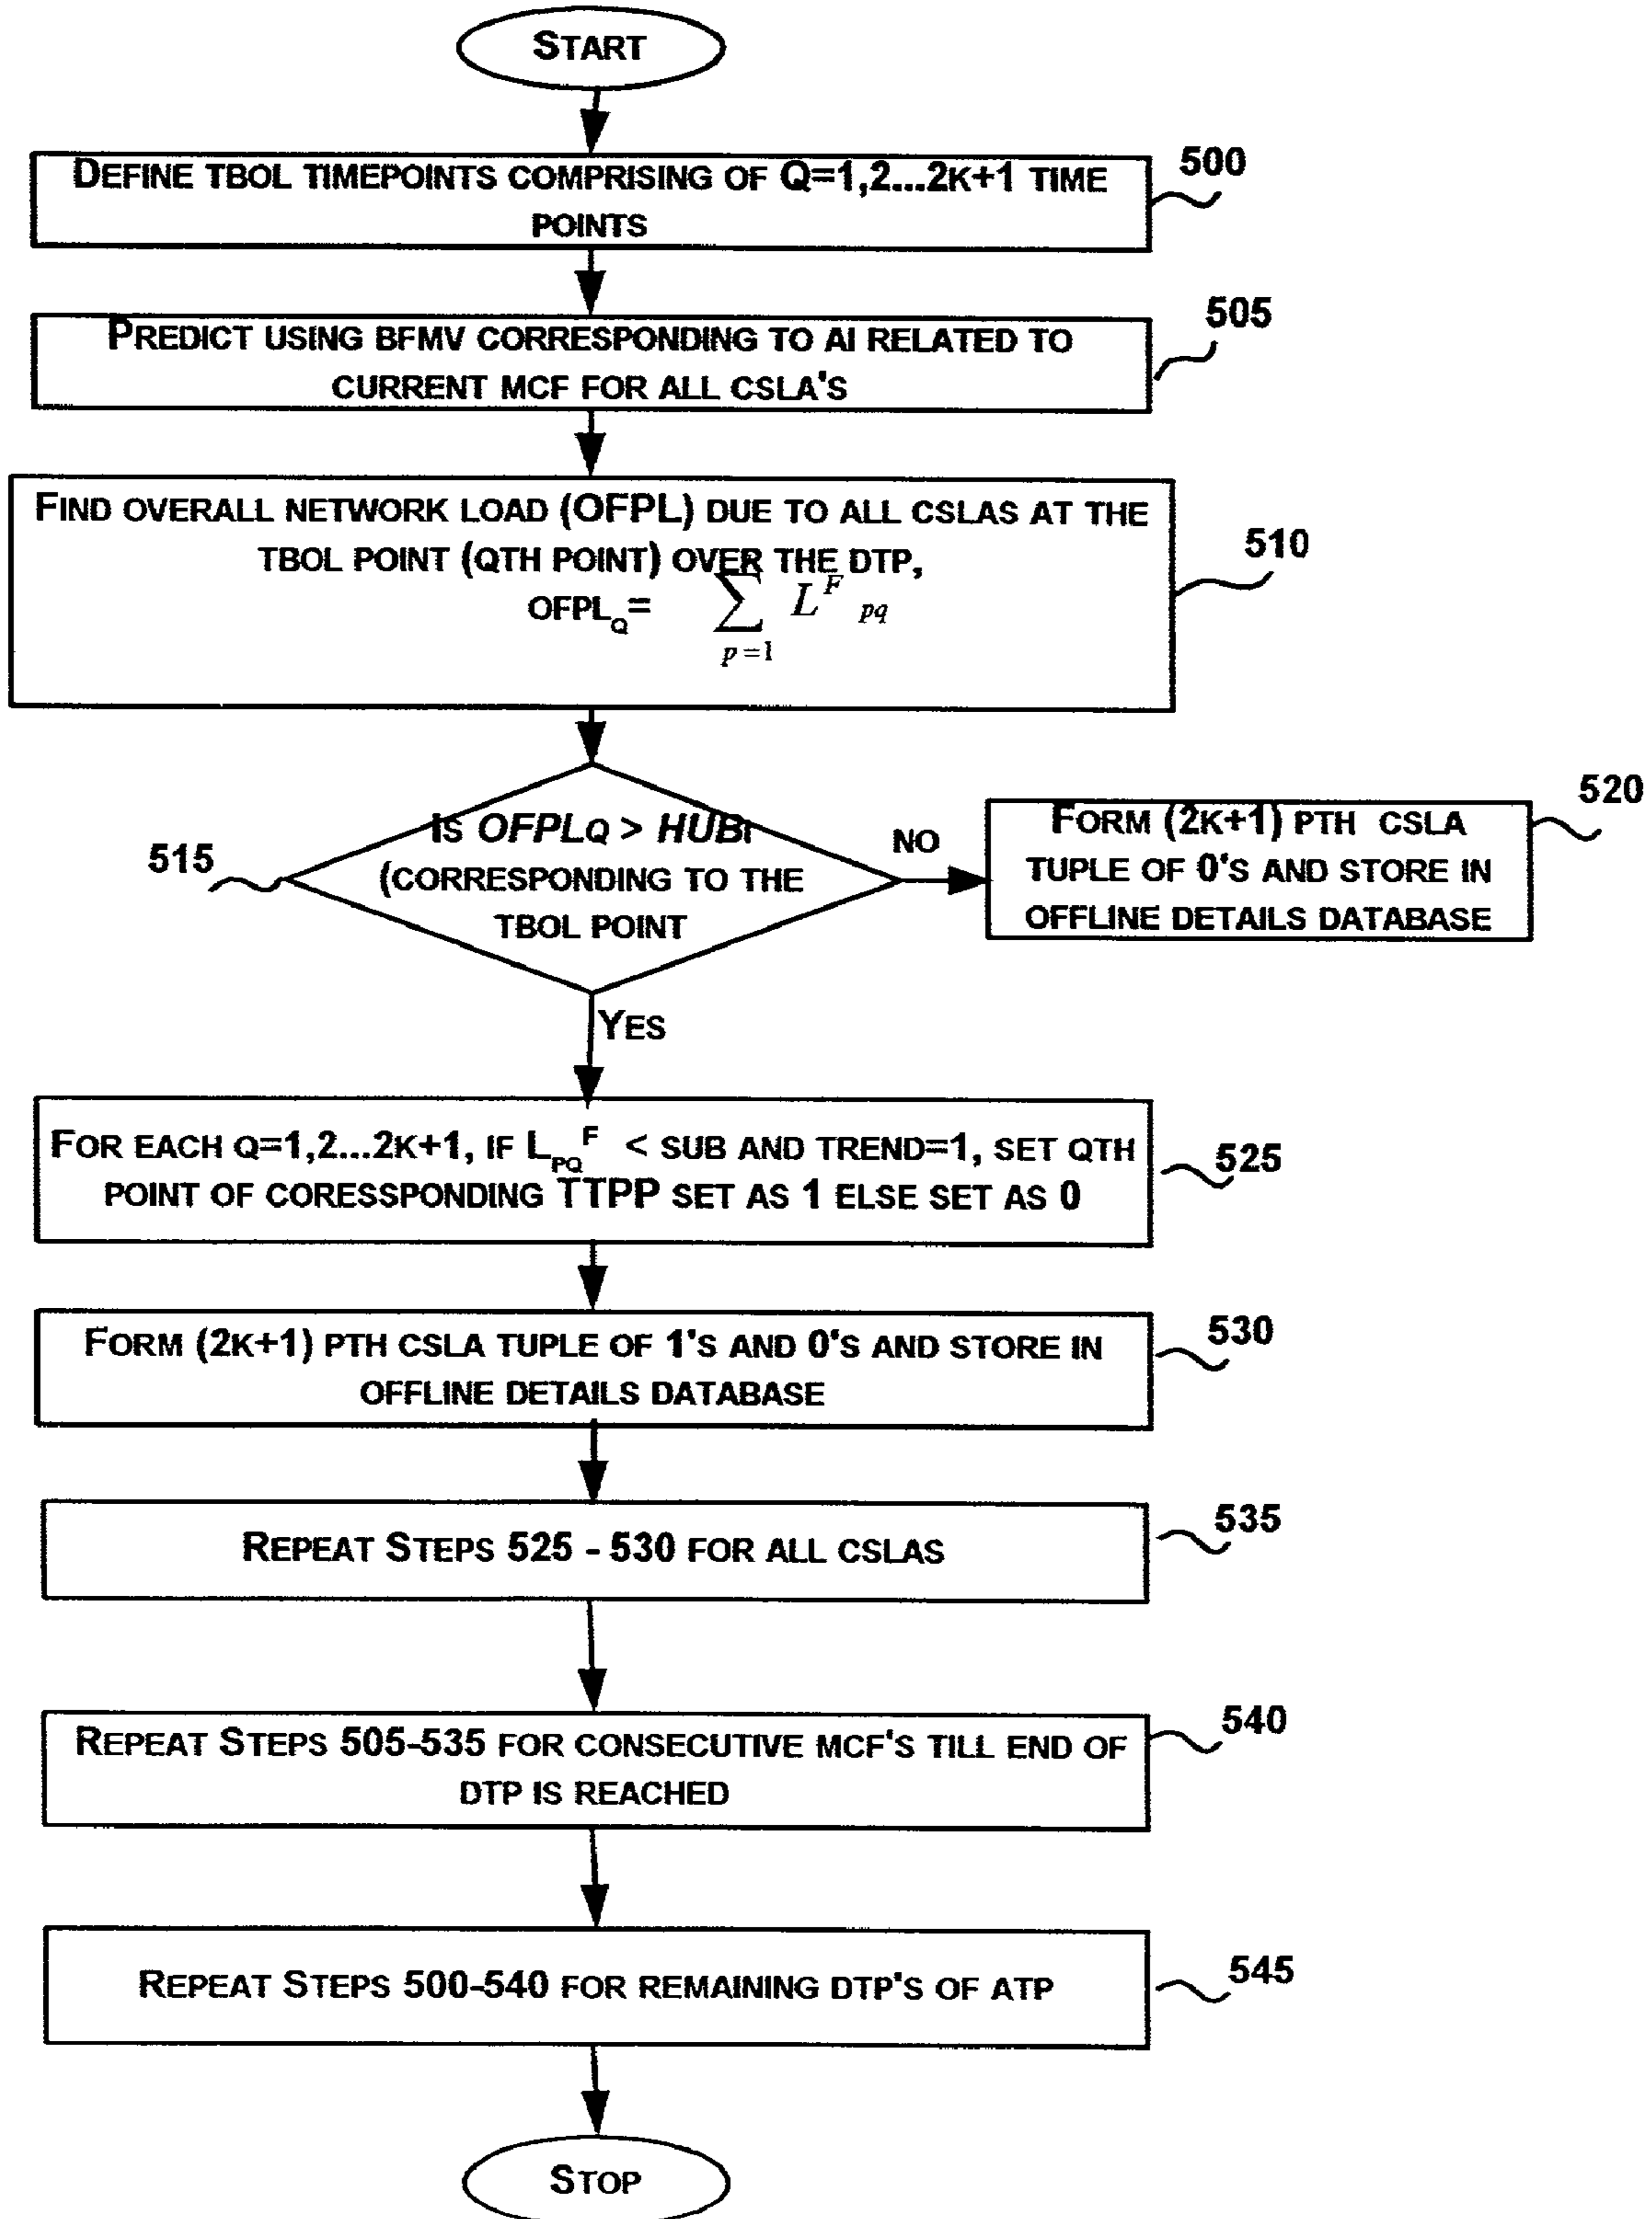 START
DEFINE TBOL TIMEPOINTS COMPRISING OF Q=1,2...2K+1 TIME
POINTS
500
PREDICT USING BFMV CORRESPONDING TO AI RELATED TO
CURRENT MCF FOR ALL CSLA'S
505
FIND OVERALL NETWORK LOAD (OFPL) DUE TO ALL CSLAS AT THE
TBOL POINT (QTH POINT) OVER THE DTP,
OFPL_Q= ∑_{p=1} L^F_{pq}
510
IS OFPLQ > HUBI
(CORRESPONDING TO THE
TBOL POINT
515
NO
FORM (2K+1) PTH CSLA
TUPLE OF 0'S AND STORE IN
OFFLINE DETAILS DATABASE
520
YES
FOR EACH Q=1,2...2K+1, IF L_PQ^F < SUB AND TREND=1, SET QTH
POINT OF CORESSPONDING TTPP SET AS 1 ELSE SET AS 0
525
FORM (2K+1) PTH CSLA TUPLE OF 1'S AND 0'S AND STORE IN
OFFLINE DETAILS DATABASE
530
REPEAT STEPS 525 - 530 FOR ALL CSLAS
535
REPEAT STEPS 505-535 FOR CONSECUTIVE MCF'S TILL END OF
DTP IS REACHED
540
REPEAT STEPS 500-540 FOR REMAINING DTP'S OF ATP
545
STOP